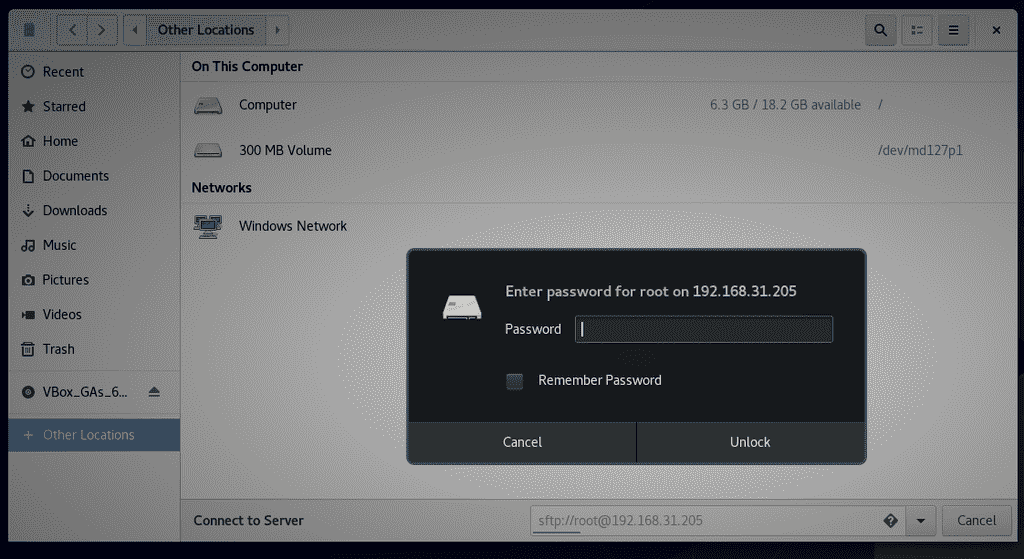 Other Locations
Recent
Starred
Home
Documents
Downloads
Music
Pictures
Videos
Trash
VBox_GAs_6...
+ Other Locations
On This Computer
Computer 6.3 GB / 18.2 GB available /
300 MB Volume /dev/md127p1
Networks
Windows Network
Enter password for root on 192.168.31.205
Password
Remember Password
Cancel Unlock
Connect to Server sftp://root@192.168.31.205 ? Cancel